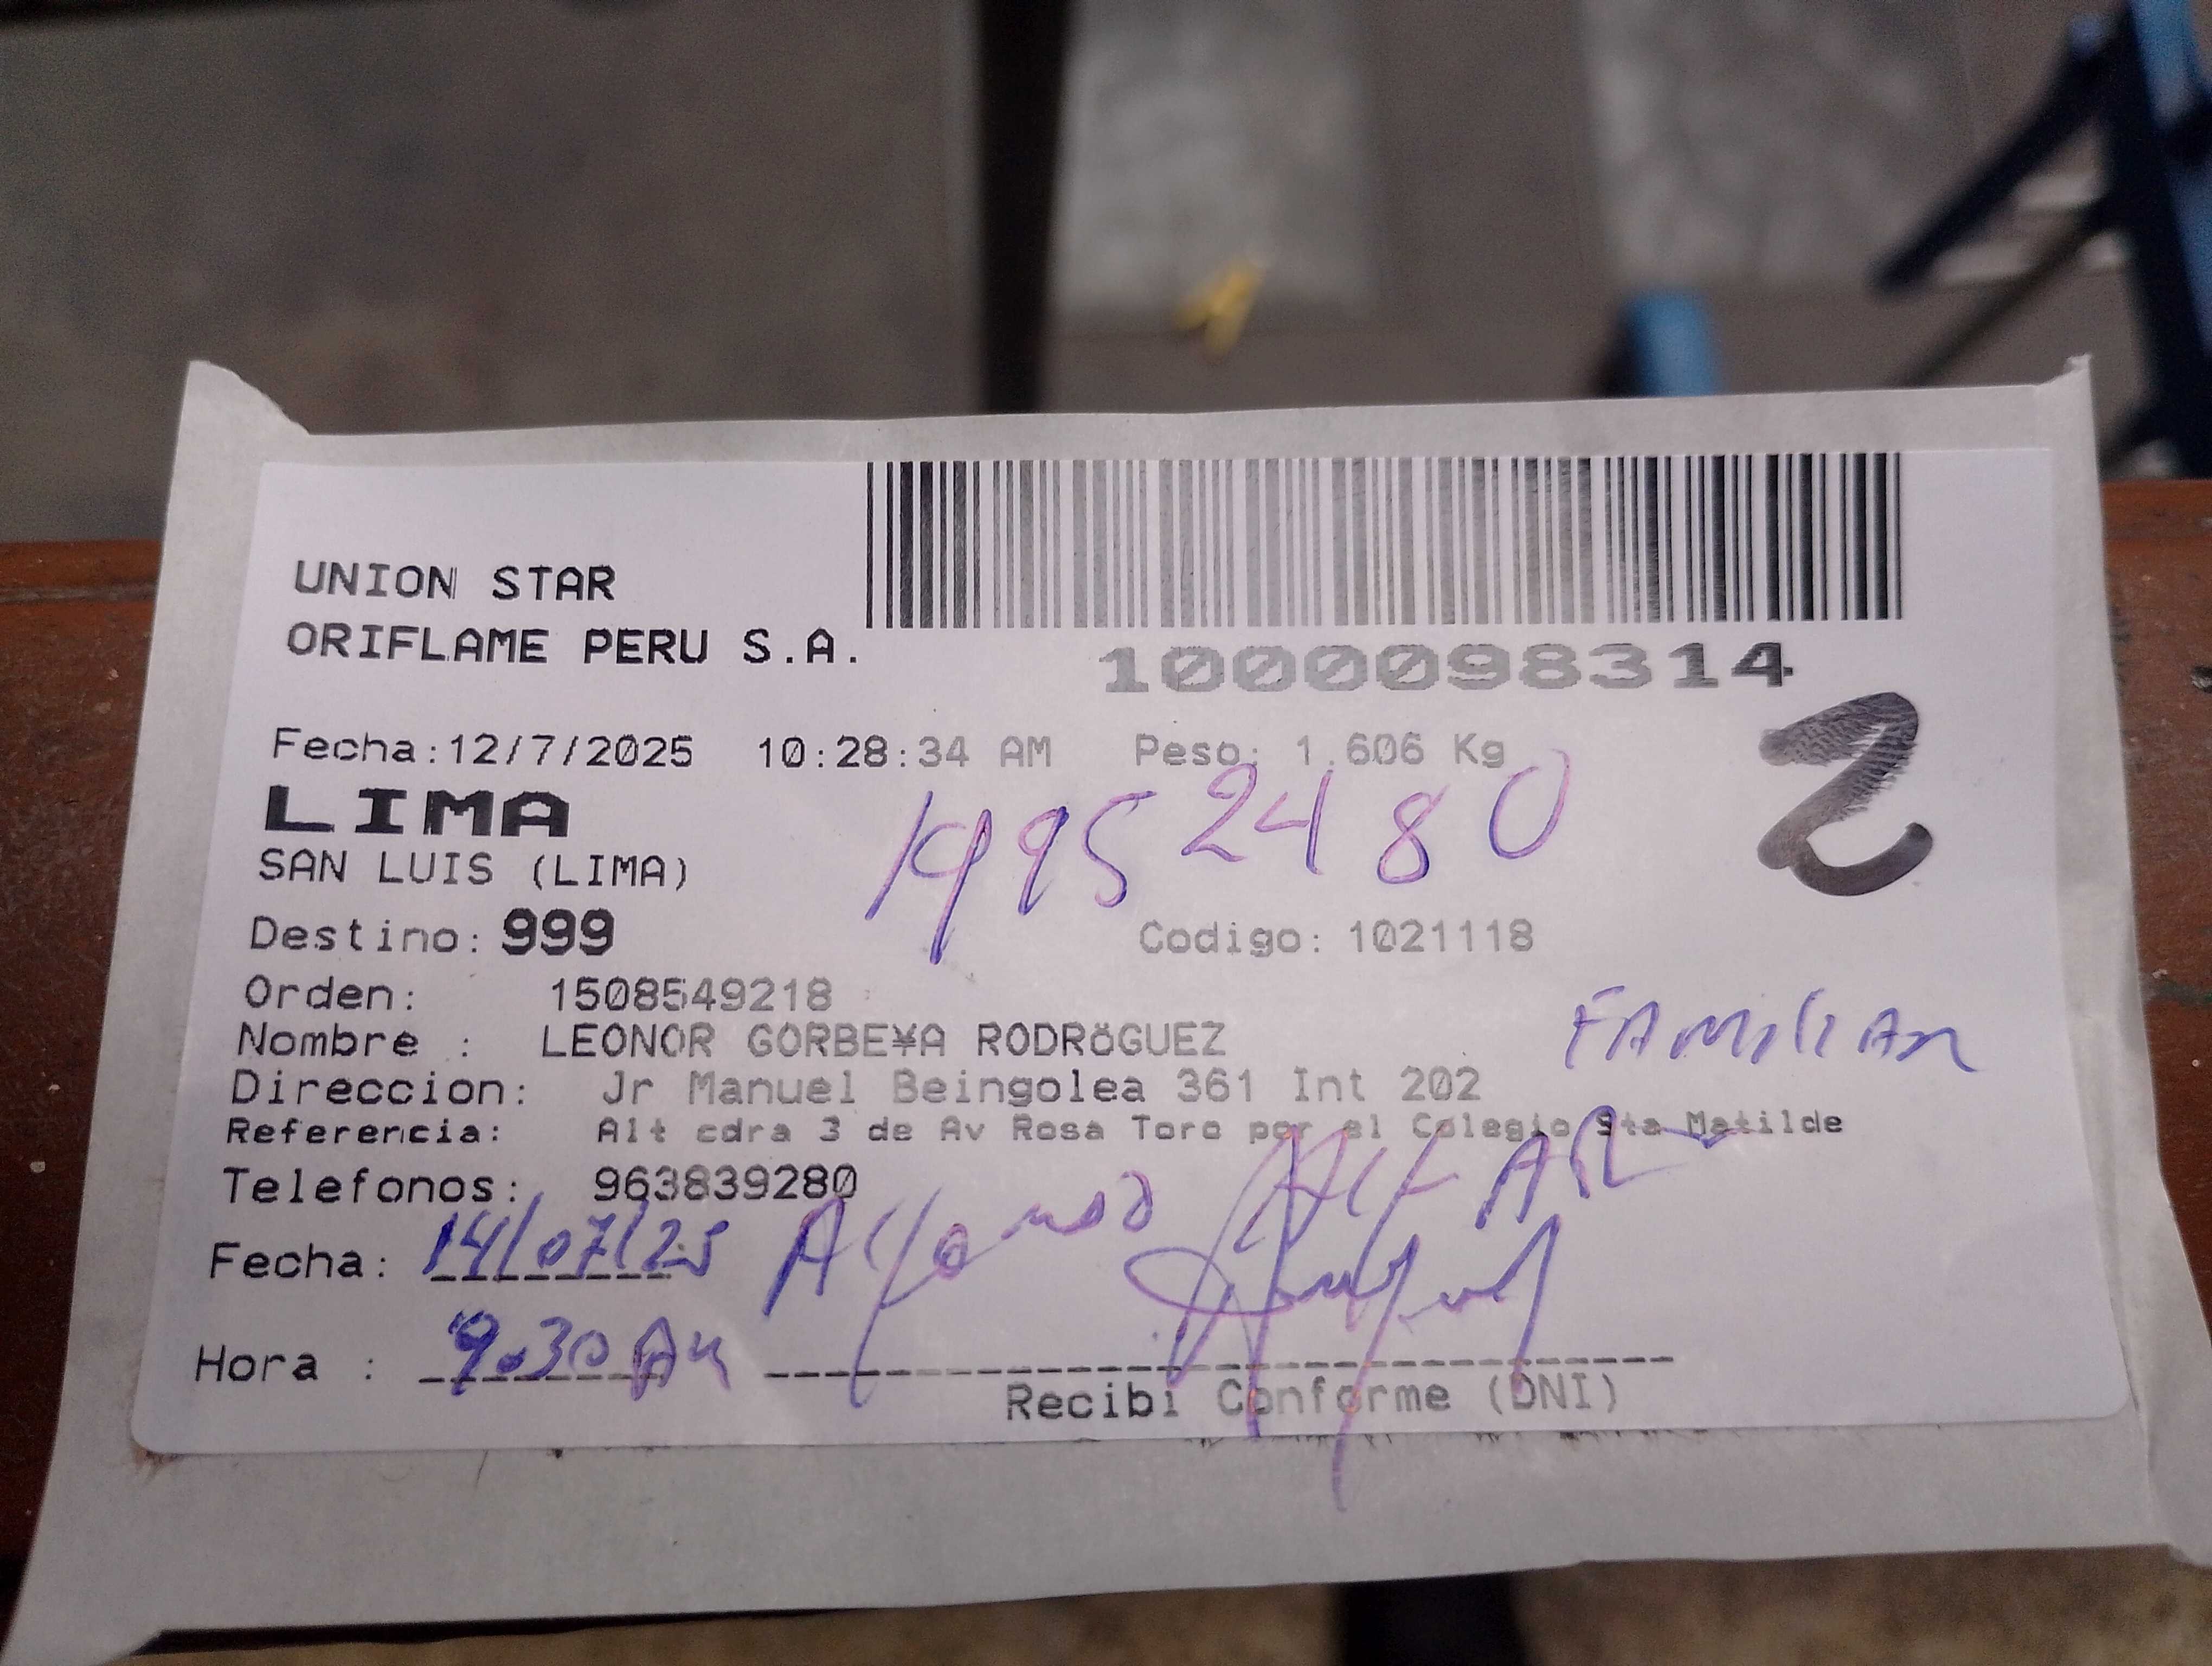 UNION STAR
ORIFLAME PERU S.A.
1000098314
Fecha:12/7/2025 10:28:34 AM Peso: 1.606 Kg
2
LIMA
19952480
SAN LUIS (LIMA)
Destino: 999 Codigo: 1021118
Orden: 1508549218
Nombre : LEONOR GORBE¥A RODRöGUEZ
FAMILIAR
Direccion: Jr Manuel Beingolea 361 Int 202
Referencia: Alt cdra 3 de Av Rosa Toro por el Colegio Sta Matilde
Telefonos: 963839280
Fecha: 14/07/25 Alfonso
Hora : 9:30 AM
Recibi Conforme (DNI)